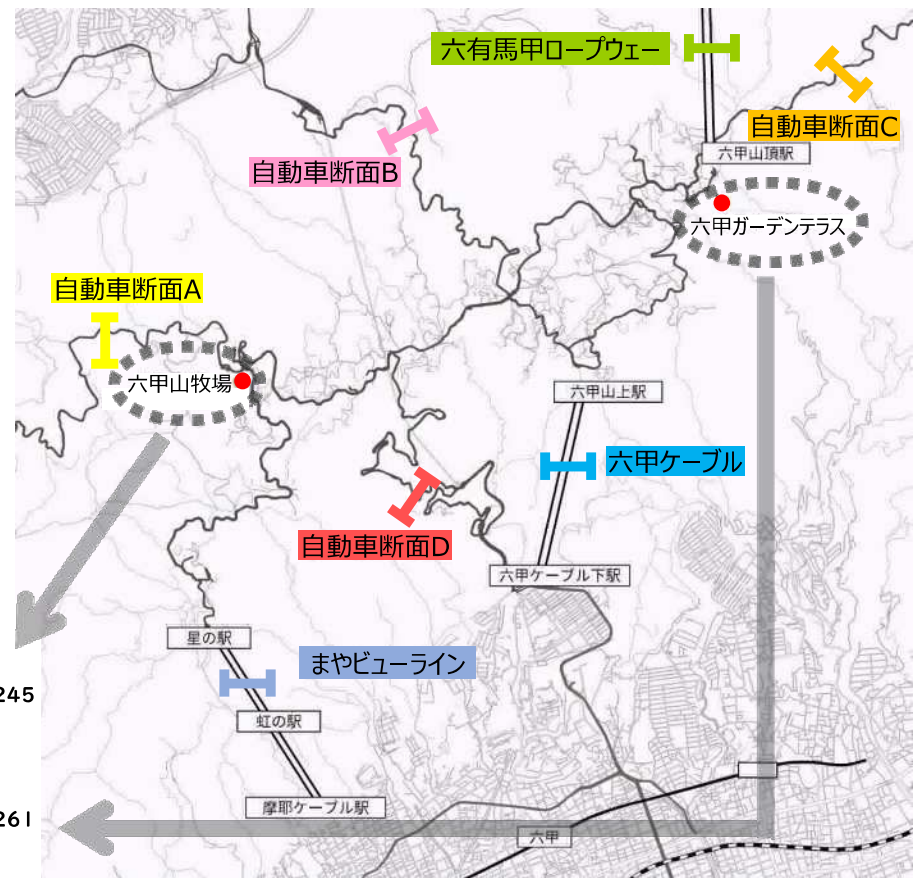 六有馬甲ロープウェー
自動車断面C
自動車断面B
六甲山頂駅
六甲ガーデンテラス
自動車断面A
六甲山牧場
六甲山上駅
六甲ケーブル
自動車断面D
六甲ケーブル下駅
星の駅
まやビューライン
245
虹の駅
摩耶ケーブル駅
261
六甲